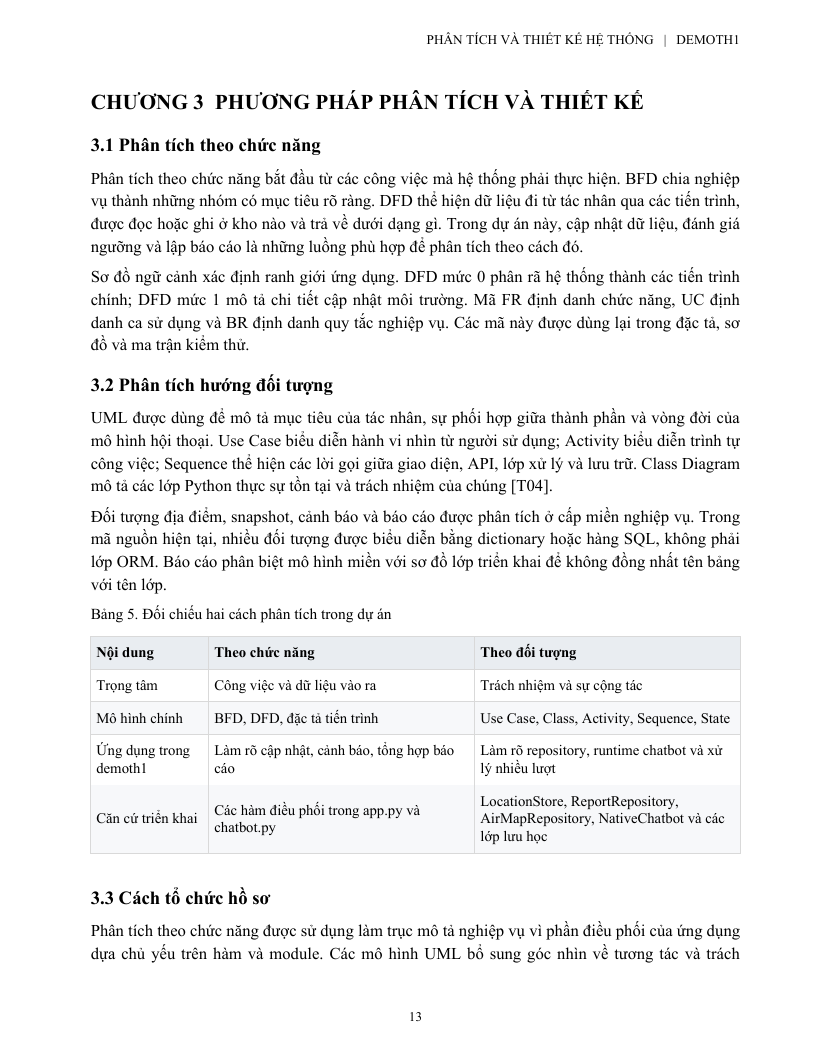 PHÂN TÍCH VÀ THIẾT KẾ HỆ THỐNG | DEMOTH1
CHƯƠNG 3 PHƯƠNG PHÁP PHÂN TÍCH VÀ THIẾT KẾ
3.1 Phân tích theo chức năng
Phân tích theo chức năng bắt đầu từ các công việc mà hệ thống phải thực hiện. BFD chia nghiệp
vụ thành những nhóm có mục tiêu rõ ràng. DFD thể hiện dữ liệu đi từ tác nhân qua các tiến trình,
được đọc hoặc ghi ở kho nào và trả về dưới dạng gì. Trong dự án này, cập nhật dữ liệu, đánh giá
ngưỡng và lập báo cáo là những luồng phù hợp để phân tích theo cách đó.
Sơ đồ ngữ cảnh xác định ranh giới ứng dụng. DFD mức 0 phân rã hệ thống thành các tiến trình
chính; DFD mức 1 mô tả chi tiết cập nhật môi trường. Mã FR định danh chức năng, UC định
danh ca sử dụng và BR định danh quy tắc nghiệp vụ. Các mã này được dùng lại trong đặc tả, sơ
đồ và ma trận kiểm thử.
3.2 Phân tích hướng đối tượng
UML được dùng để mô tả mục tiêu của tác nhân, sự phối hợp giữa thành phần và vòng đời của
mô hình hội thoại. Use Case biểu diễn hành vi nhìn từ người sử dụng; Activity biểu diễn trình tự
công việc; Sequence thể hiện các lời gọi giữa giao diện, API, lớp xử lý và lưu trữ. Class Diagram
mô tả các lớp Python thực sự tồn tại và trách nhiệm của chúng [T04].
Đối tượng địa điểm, snapshot, cảnh báo và báo cáo được phân tích ở cấp miền nghiệp vụ. Trong
mã nguồn hiện tại, nhiều đối tượng được biểu diễn bằng dictionary hoặc hàng SQL, không phải
lớp ORM. Báo cáo phân biệt mô hình miền với sơ đồ lớp triển khai để không đồng nhất tên bảng
với tên lớp.
Bảng 5. Đối chiếu hai cách phân tích trong dự án
Nội dung Theo chức năng Theo đối tượng
Trọng tâm Công việc và dữ liệu vào ra Trách nhiệm và sự cộng tác
Mô hình chính BFD, DFD, đặc tả tiến trình Use Case, Class, Activity, Sequence, State
Ứng dụng trong Làm rõ cập nhật, cảnh báo, tổng hợp báo Làm rõ repository, runtime chatbot và xử
demoth1 cáo lý nhiều lượt
Căn cứ triển khai Các hàm điều phối trong app.py và LocationStore, ReportRepository,
chatbot.py AirMapRepository, NativeChatbot và các
lớp lưu học
3.3 Cách tổ chức hồ sơ
Phân tích theo chức năng được sử dụng làm trục mô tả nghiệp vụ vì phần điều phối của ứng dụng
dựa chủ yếu trên hàm và module. Các mô hình UML bổ sung góc nhìn về tương tác và trách
13